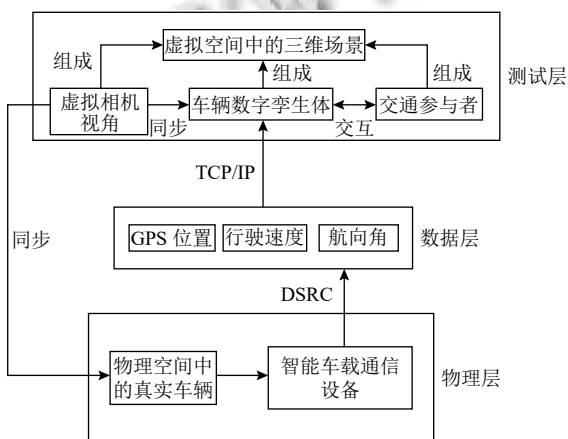 虚拟空间中的三维场景
组成
组成
组成
测试层
虚拟相机
视角
同步
车辆数字孪生体
交互
交通参与者
TCP/IP
同步
GPS 位置
行驶速度
航向角
数据层
DSRC
物理空间中
的真实车辆
智能车载通信
设备
物理层